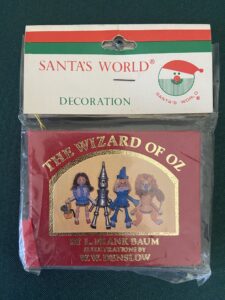 SANTA'S WORLD®
DECORATION
SANTA'S WORLD
THE WIZARD OF OZ
BY L. FRANK BAUM
ILLUSTRATIONS BY
W.W. DENSLOW